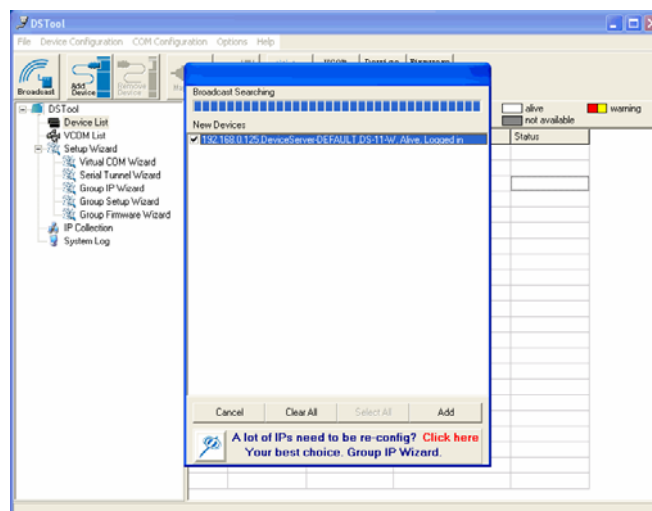 DSTool
File Device Configuration COM Configuration Options Help
Broadcast
Add Device
Remove Device
Broadcast Searching
New Devices
192.168.0.125,DeviceServer-DEFAULT,DS-11-W, Alive, Logged in
Cancel Clear All Select All Add
A lot of IPs need to be re-config? Click here
Your best choice. Group IP Wizard.
DSTool
Device List
VCOM List
Setup Wizard
Virtual COM Wizard
Serial Tunnel Wizard
Group IP Wizard
Group Setup Wizard
Group Firmware Wizard
IP Collection
System Log
alive warning
not available
Status